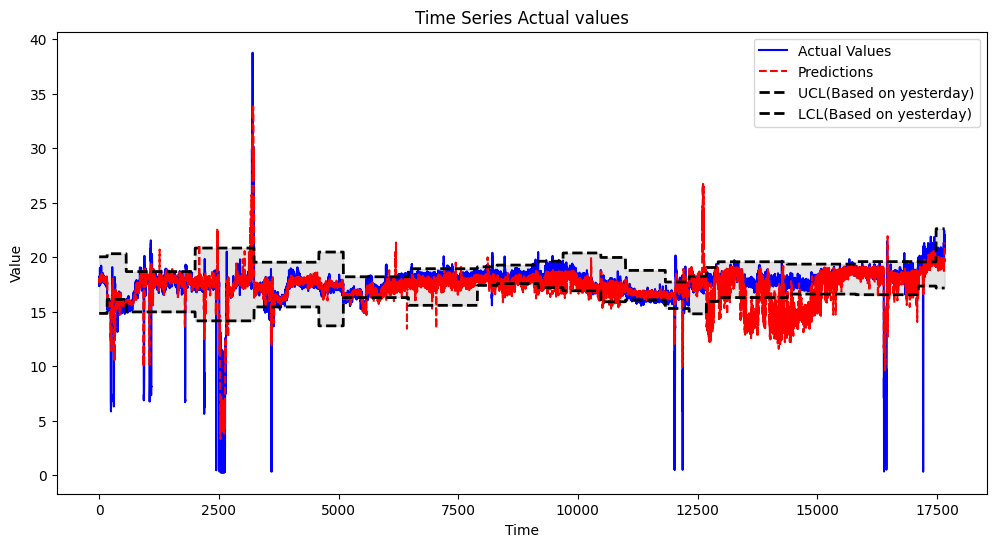 Time Series Actual values
Actual Values
Predictions
UCL(Based on yesterday)
LCL(Based on yesterday)
Value
40
35
30
25
20
15
10
5
0
0 2500 5000 7500 10000 12500 15000 17500
Time